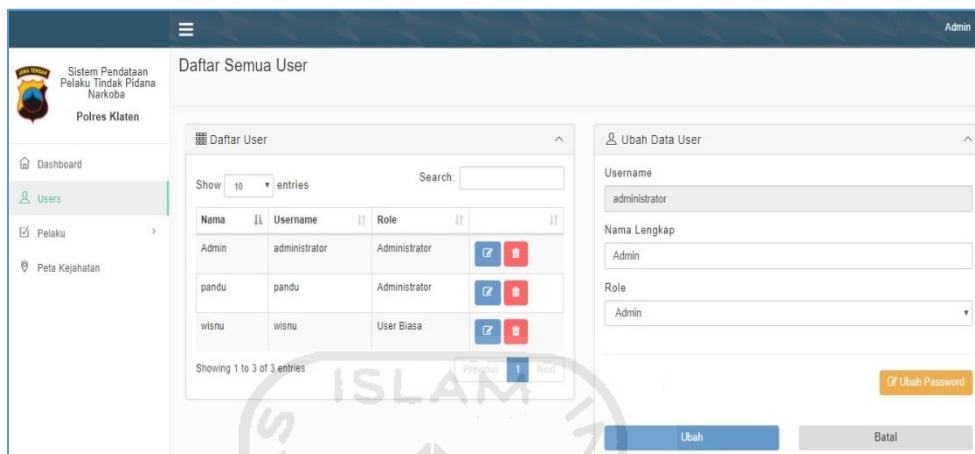 Admin
JAWA TENGAH
Sistem Pendataan
Pelaku Tindak Pidana
Narkoba
Polres Klaten
Dashboard
Users
Pelaku
Peta Kejahatan
Daftar Semua User
Daftar User
Show 10 entries
Search:
Nama Username Role
Admin administrator Administrator
pandu pandu Administrator
wisnu wisnu User Biasa
Showing 1 to 3 of 3 entries
Previous 1 Next
Ubah Data User
Username
administrator
Nama Lengkap
Admin
Role
Admin
Ubah Password
Ubah Batal
ISLAM